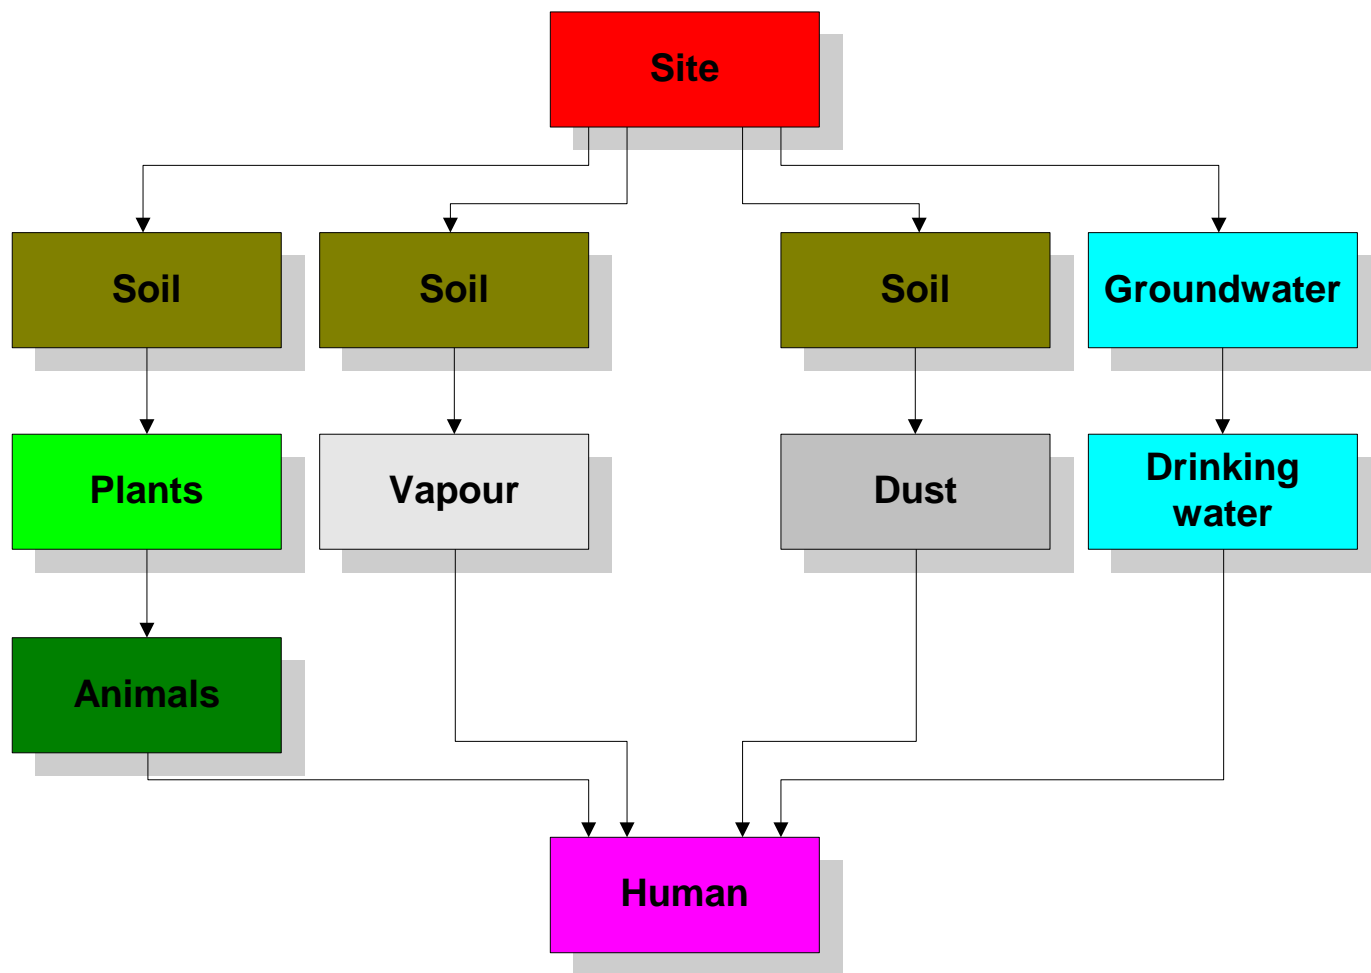 Site
Soil
Soil
Soil
Groundwater
Plants
Vapour
Dust
Drinking
water
Animals
Human